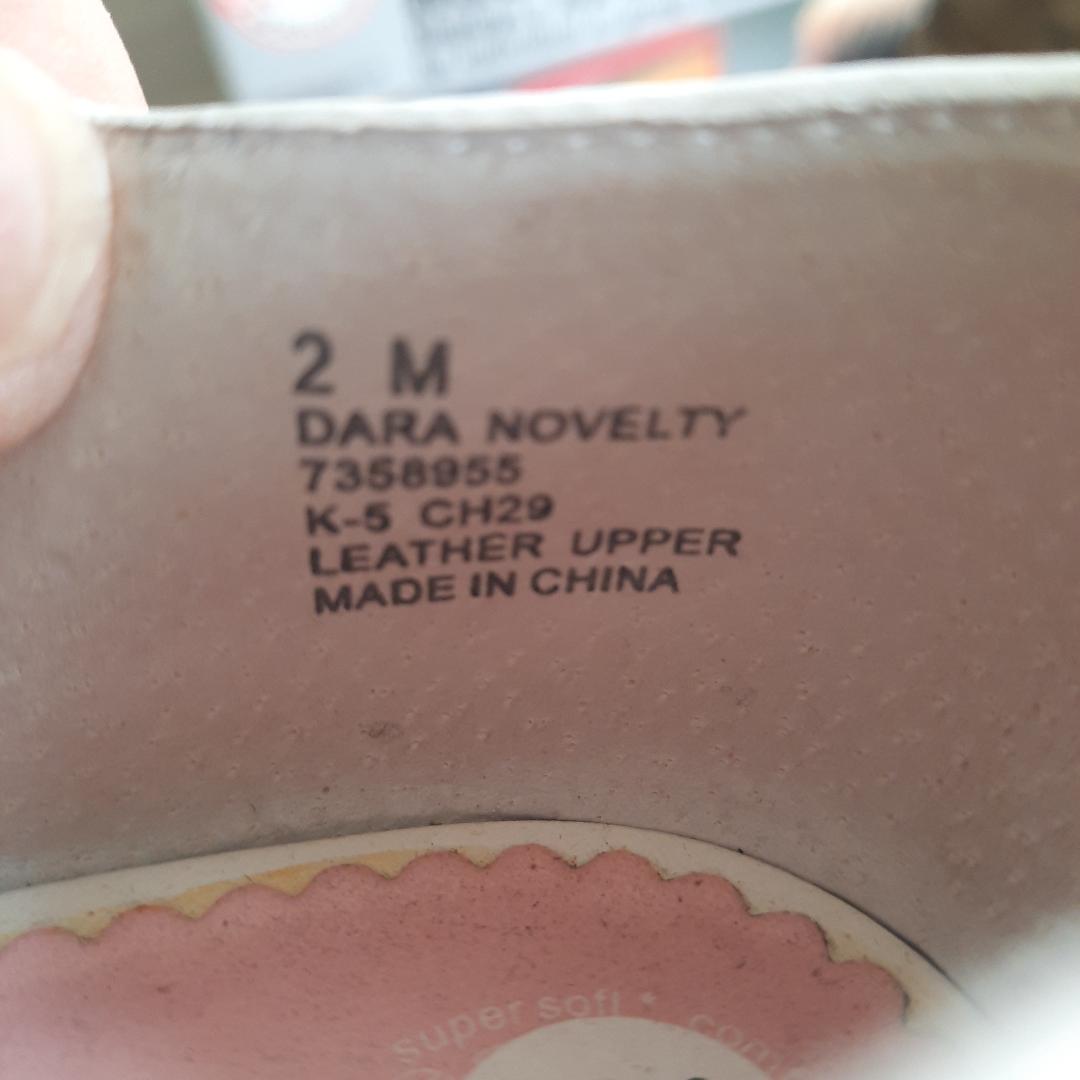 2 M
DARA NOVELTY
7358955
K-5 CH29
LEATHER UPPER
MADE IN CHINA
super soft *